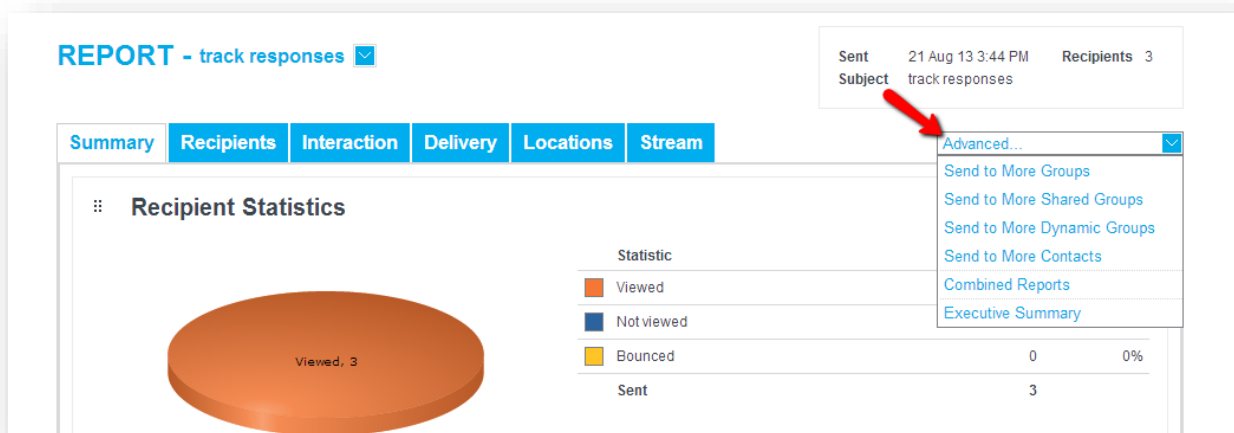 REPORT - track responses
Sent 21 Aug 13 3:44 PM Recipients 3
Subject track responses
Summary Recipients Interaction Delivery Locations Stream
Advanced...
Send to More Groups
Send to More Shared Groups
Send to More Dynamic Groups
Send to More Contacts
Combined Reports
Executive Summary
Recipient Statistics
Statistic
Viewed
Not viewed
Bounced 0 0%
Sent 3
Viewed, 3